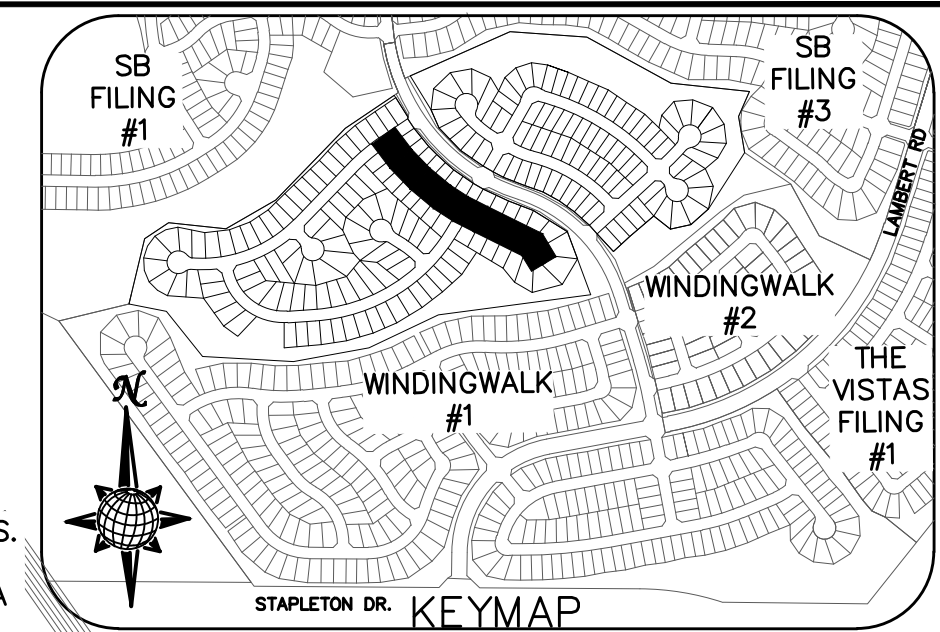 SB
FILING
#1
SB
FILING
#3
LAMBERT RD
WINDINGWALK
#2
THE
VISTAS
FILING
#1
WINDINGWALK
#1
N
S.
A
STAPLETON DR.
KEYMAP